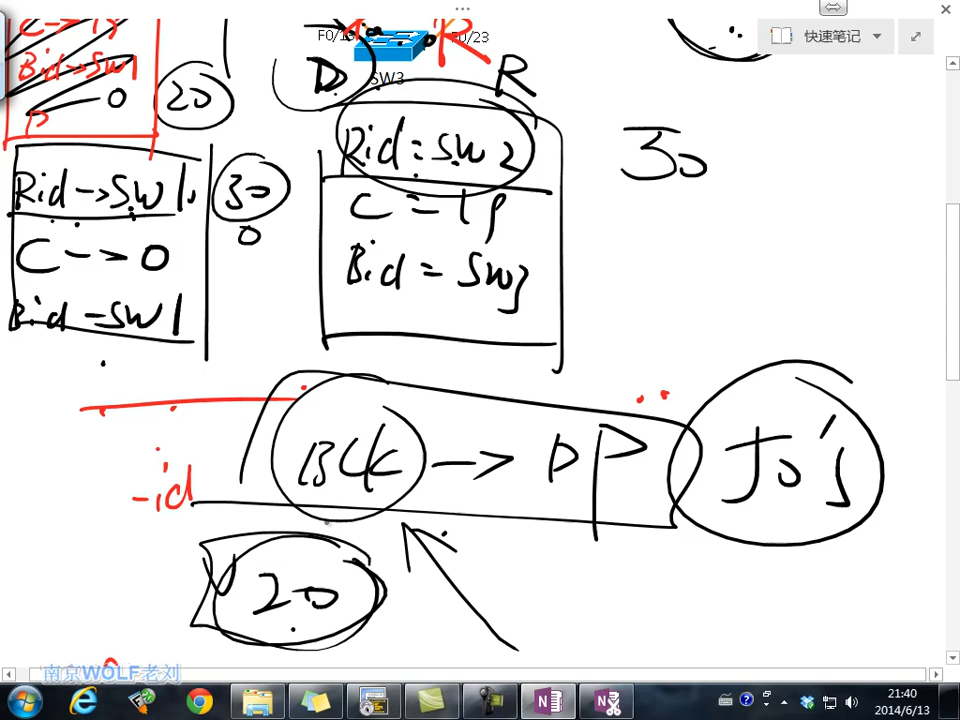 快速笔记
F0/1
F0/23
R
SW3
D
R
C->19
Bid->SW1
P 0
20
Rid->SW1
30
0
C-->0
Bid-SW1
Rid:SW2
C=19
Bid=SW3
30
-id
BLK->DP
20
南京WOLF老刘
21:40
2014/6/13